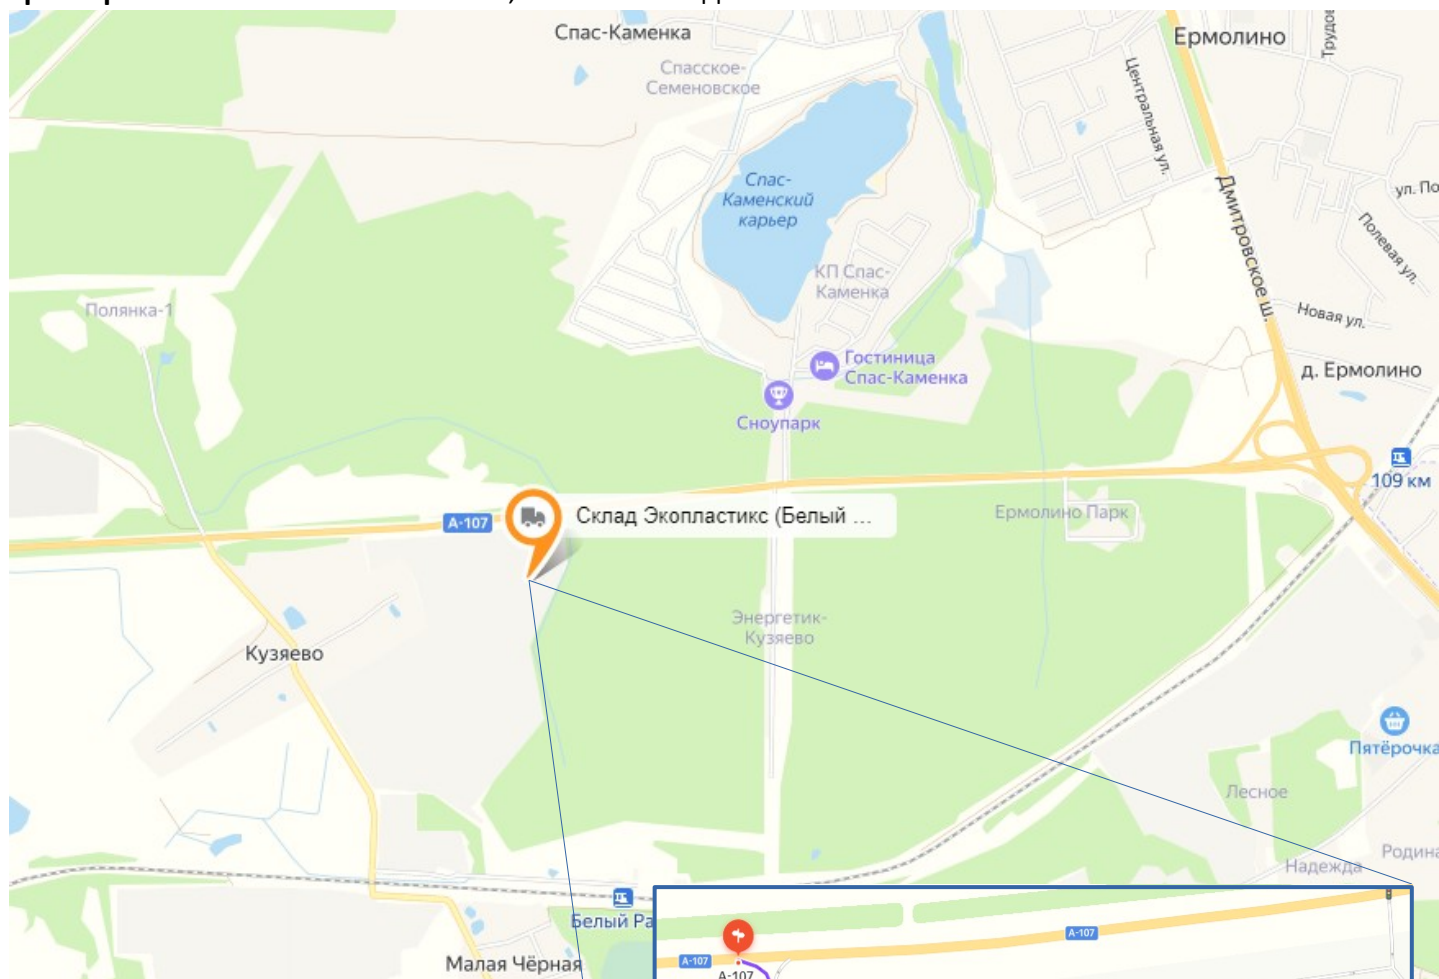 Спас-Каменка
Ермолино
Трудов
Спасское-
Семеновское
Центральная ул.
Спас-
Каменский
карьер
ул. По
Дмитровское ш.
Полевая ул.
КП Спас-
Каменка
Полянка-1
Новая ул.
Гостиница
Спас-Каменка
д. Ермолино
Сноупарк
109 км
А-107
Склад Экопластикс (Белый ...
Ермолино Парк
Энергетик-
Кузяево
Кузяево
Пятёрочка
Лесное
Родина
Надежда
Белый Ра
А-107
Малая Чёрная
А-107
А-107